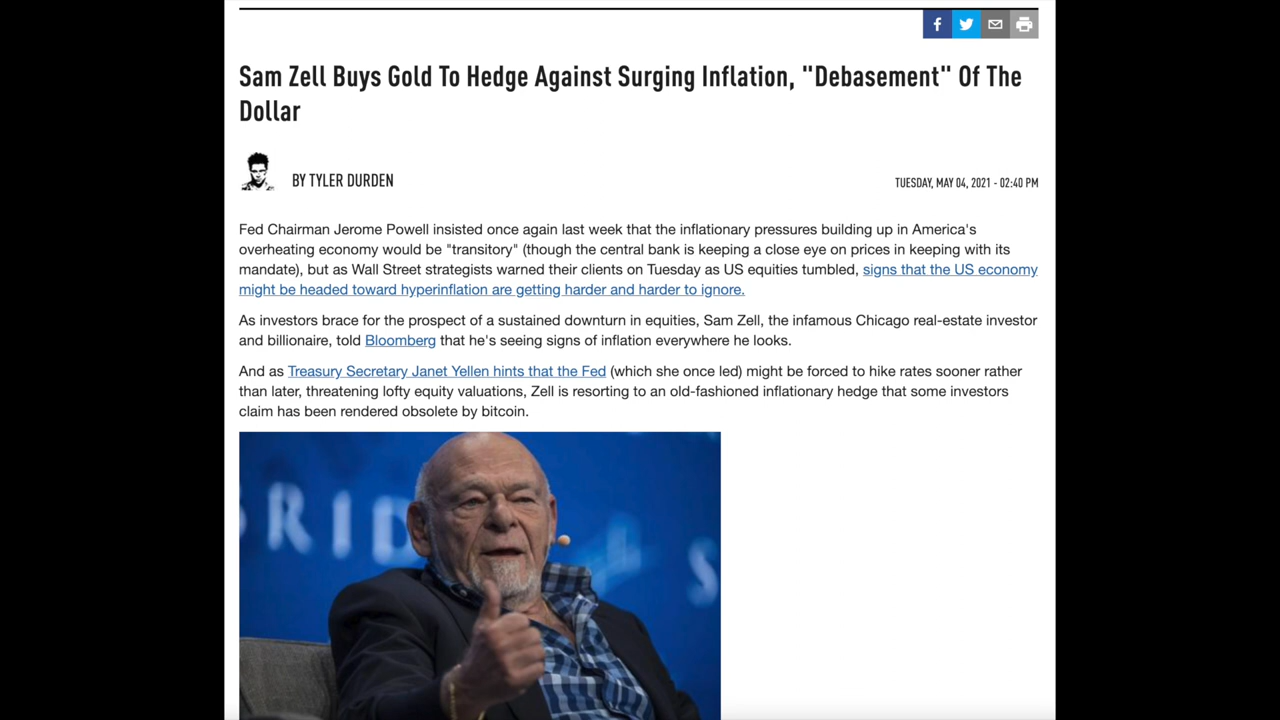 Sam Zell Buys Gold To Hedge Against Surging Inflation, "Debasement" Of The
Dollar
BY TYLER DURDEN
TUESDAY, MAY 04, 2021 - 02:40 PM
Fed Chairman Jerome Powell insisted once again last week that the inflationary pressures building up in America's
overheating economy would be "transitory" (though the central bank is keeping a close eye on prices in keeping with its
mandate), but as Wall Street strategists warned their clients on Tuesday as US equities tumbled, signs that the US economy
might be headed toward hyperinflation are getting harder and harder to ignore.
As investors brace for the prospect of a sustained downturn in equities, Sam Zell, the infamous Chicago real-estate investor
and billionaire, told Bloomberg that he's seeing signs of inflation everywhere he looks.
And as Treasury Secretary Janet Yellen hints that the Fed (which she once led) might be forced to hike rates sooner rather
than later, threatening lofty equity valuations, Zell is resorting to an old-fashioned inflationary hedge that some investors
claim has been rendered obsolete by bitcoin.
RID
S